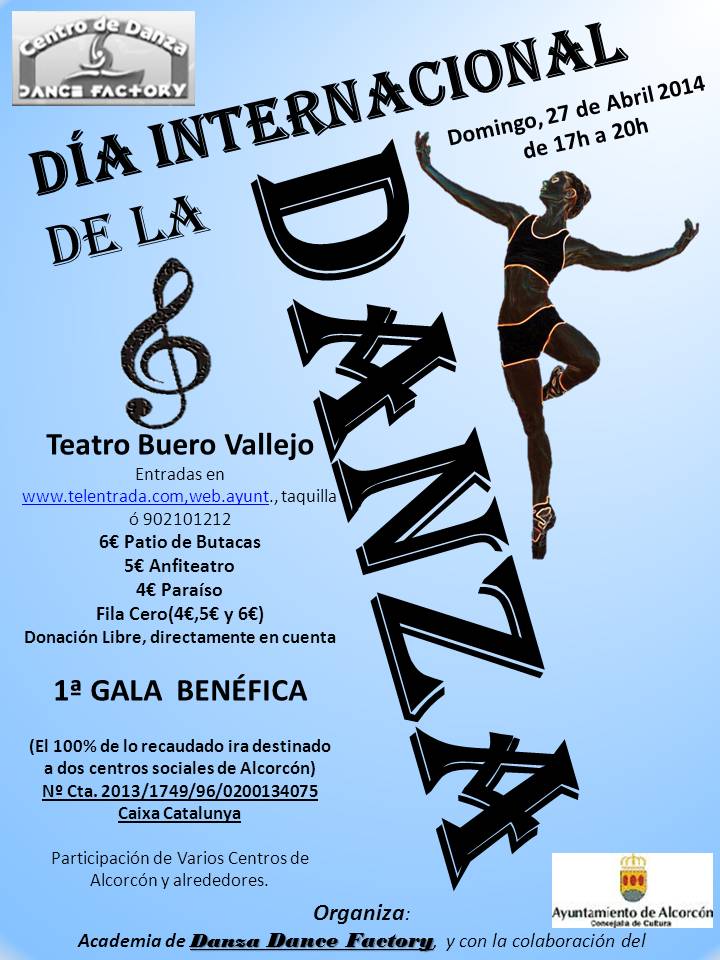 Centro de Danza
DANCE FACTORY
DÍA INTERNACIONAL
Domingo, 27 de Abril 2014
de 17h a 20h
DE LA
DANZA
Teatro Buero Vallejo
Entradas en
www.telentrada.com,web.ayunt., taquilla
ó 902101212
6€ Patio de Butacas
5€ Anfiteatro
4€ Paraíso
Fila Cero(4€,5€ y 6€)
Donación Libre, directamente en cuenta
1ª GALA BENÉFICA
(El 100% de lo recaudado ira destinado
a dos centros sociales de Alcorcón)
Nº Cta. 2013/1749/96/0200134075
Caixa Catalunya
Participación de Varios Centros de
Alcorcón y alrededores.
Ayuntamiento de Alcorcón
Concejalía de Cultura
Organiza:
Academia de Danza Dance Factory, y con la colaboración del